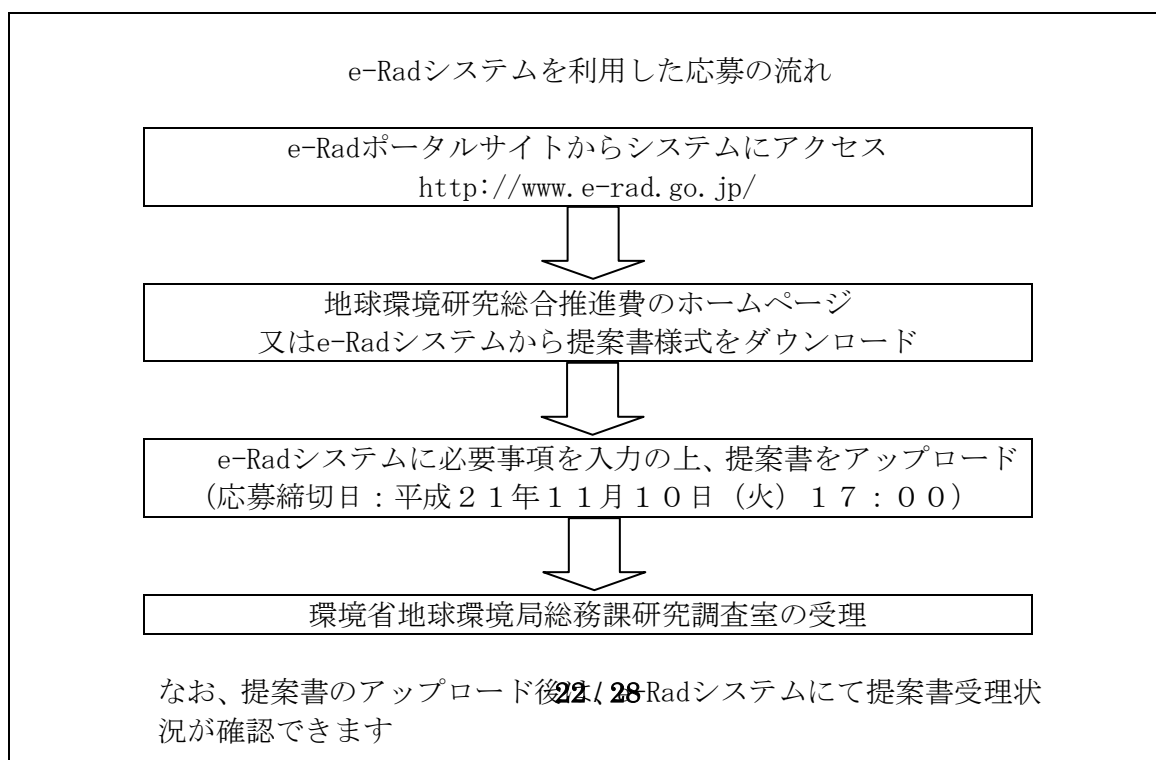 e-Radシステムを利用した応募の流れ
e-Radポータルサイトからシステムにアクセス
http://www.e-rad.go.jp/
地球環境研究総合推進費のホームページ
又はe-Radシステムから提案書様式をダウンロード
e-Radシステムに必要事項を入力の上、提案書をアップロード
(応募締切日：平成２１年１１月１０日（火）１７：００)
環境省地球環境局総務課研究調査室の受理
なお、提案書のアップロード後 Radシステムにて提案書受理状
22 / 28
況が確認できます